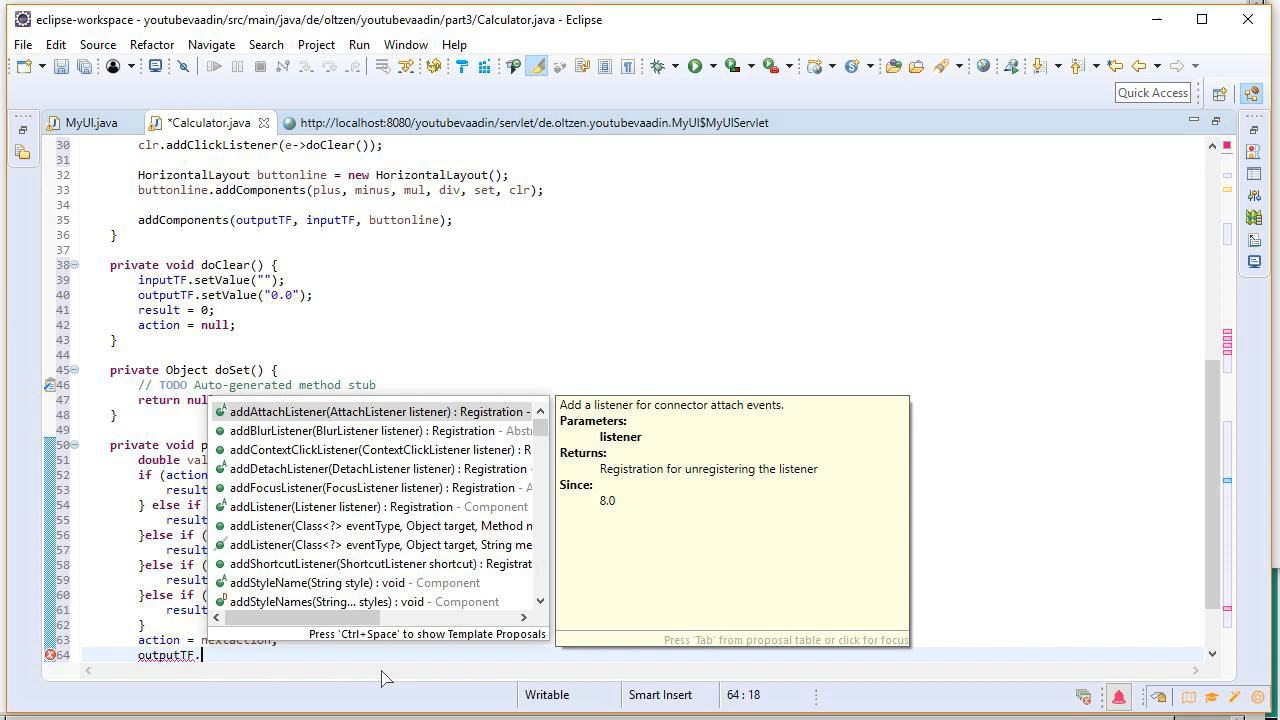 eclipse-workspace - youtubevaadin/src/main/java/de/oltzen/youtubevaadin/part3/Calculator.java - Eclipse
File Edit Source Refactor Navigate Search Project Run Window Help
Quick Access
MyUI.java *Calculator.java http://localhost:8080/youtubevaadin/servlet/de.oltzen.youtubevaadin.MyUI$MyUIServlet
30 clr.addClickListener(e->doClear());
31
32 HorizontalLayout buttonline = new HorizontalLayout();
33 buttonline.addComponents(plus, minus, mul, div, set, clr);
34
35 addComponents(outputTF, inputTF, buttonline);
36 }
37
38 private void doClear() {
39 inputTF.setValue("");
40 outputTF.setValue("0.0");
41 result = 0;
42 action = null;
43 }
44
45 private Object doSet() {
46 // TODO Auto-generated method stub
47 return nul
48 }
49
50 private void p
51 double val
52 if (action
53 result
54 } else if (
55 result
56 }else if (
57 result
58 }else if (
59 result
60 }else if (
61 result
62 }
63 action = nextaction;
64 outputTF.
addAttachListener(AttachListener listener) : Registration -
addBlurListener(BlurListener listener) : Registration - Abstr
addContextClickListener(ContextClickListener listener) : R
addDetachListener(DetachListener listener) : Registration -
addFocusListener(FocusListener listener) : Registration - A
addListener(Listener listener) : Registration - Component
addListener(Class<?> eventType, Object target, Method n
addListener(Class<?> eventType, Object target, String me
addShortcutListener(ShortcutListener shortcut) : Registrat
addStyleName(String style) : void - Component
addStyleNames(String... styles) : void - Component
Press 'Ctrl+Space' to show Template Proposals
Add a listener for connector attach events.
Parameters:
listener
Returns:
Registration for unregistering the listener
Since:
8.0
Press 'Tab' from proposal table or click for focus
Writable Smart Insert 64 : 18